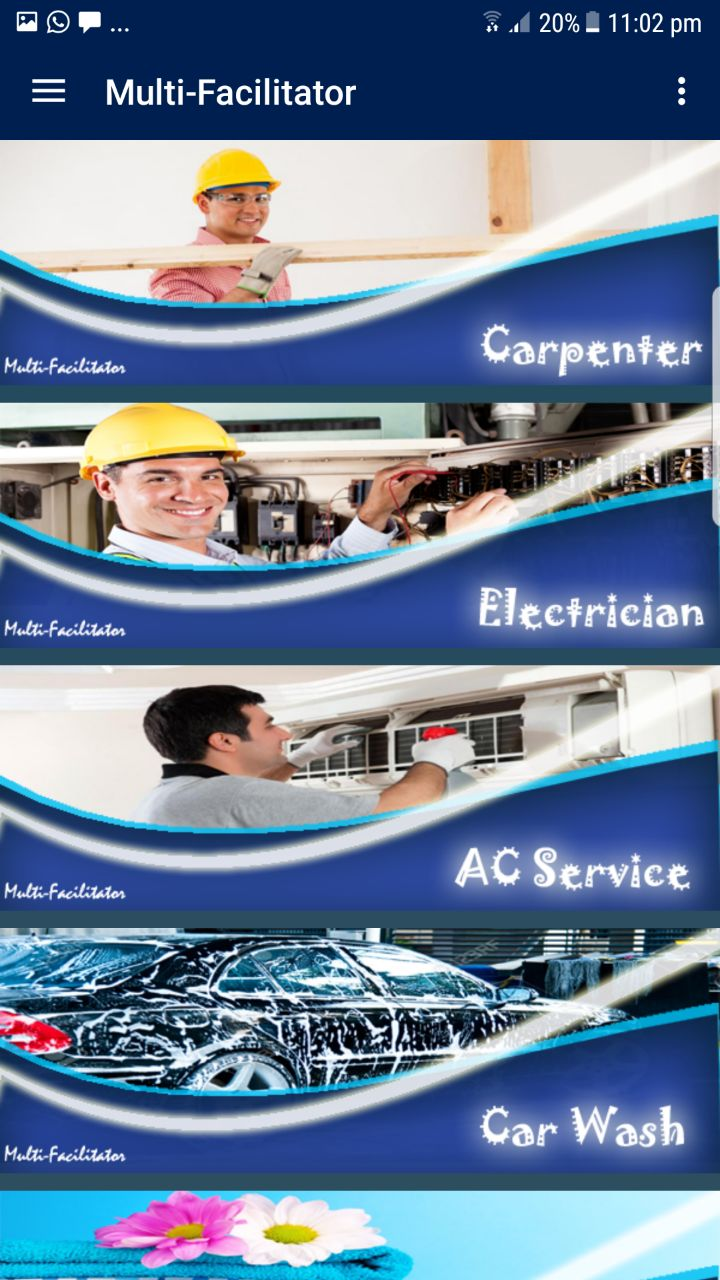 ... 20% 11:02 pm
Multi-Facilitator
Carpenter
Multi-Facilitator
Electrician
Multi-Facilitator
AC Service
Multi-Facilitator
Car Wash
Multi-Facilitator